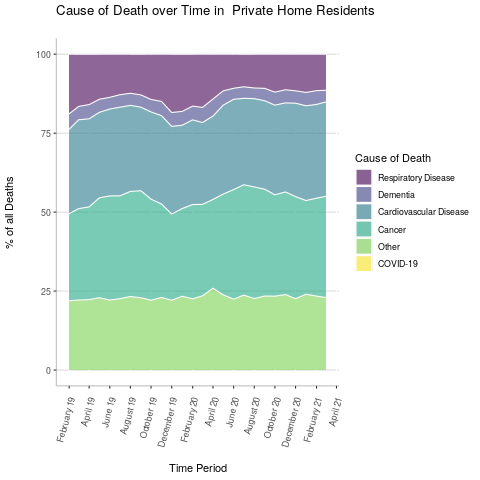 Cause of Death over Time in  Private Home Residents
% of all Deaths
100
75
50
25
0
February 19
April 19
June 19
August 19
October 19
December 19
February 20
April 20
June 20
August 20
October 20
December 20
February 21
April 21
Time Period
Cause of Death
Respiratory Disease
Dementia
Cardiovascular Disease
Cancer
Other
COVID-19